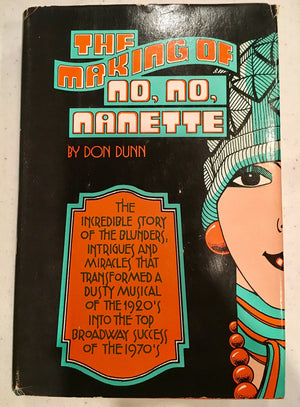 THE
MAKING OF
NO, NO,
NANETTE
BY DON DUNN
THE
INCREDIBLE STORY
OF THE BLUNDERS,
INTRIGUES AND
MIRACLES THAT
TRANSFORMED A
DUSTY MUSICAL
OF THE 1920'S
INTO THE TOP
BROADWAY SUCCESS
OF THE 1970'S